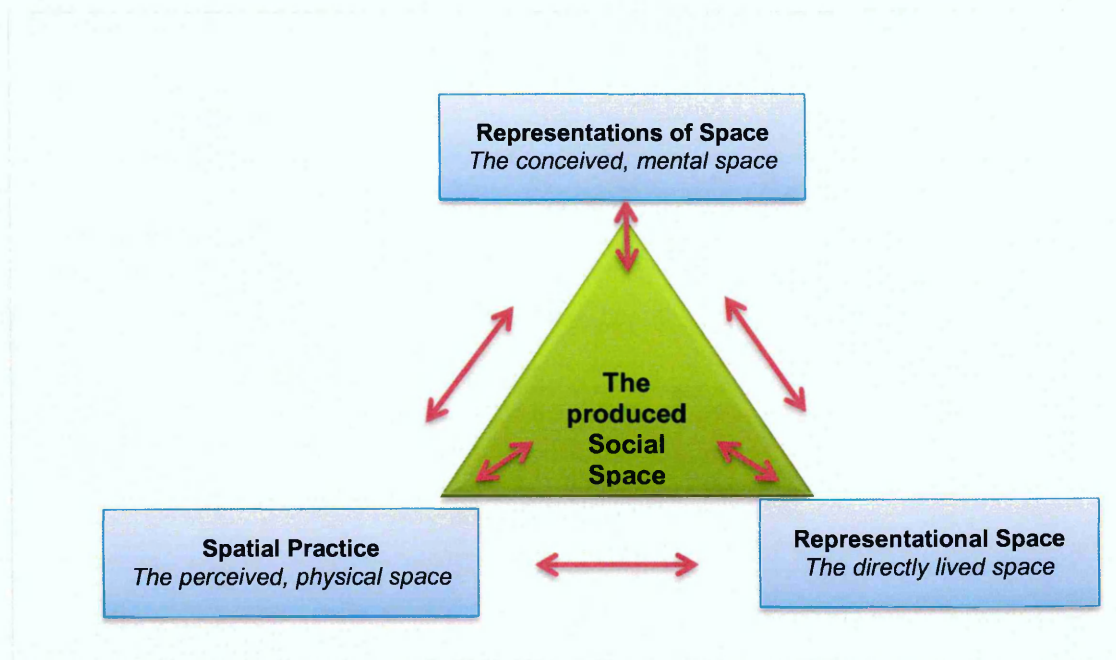 Representations of Space
The conceived, mental space
The
produced
Social
Space
Spatial Practice
The perceived, physical space
Representational Space
The directly lived space